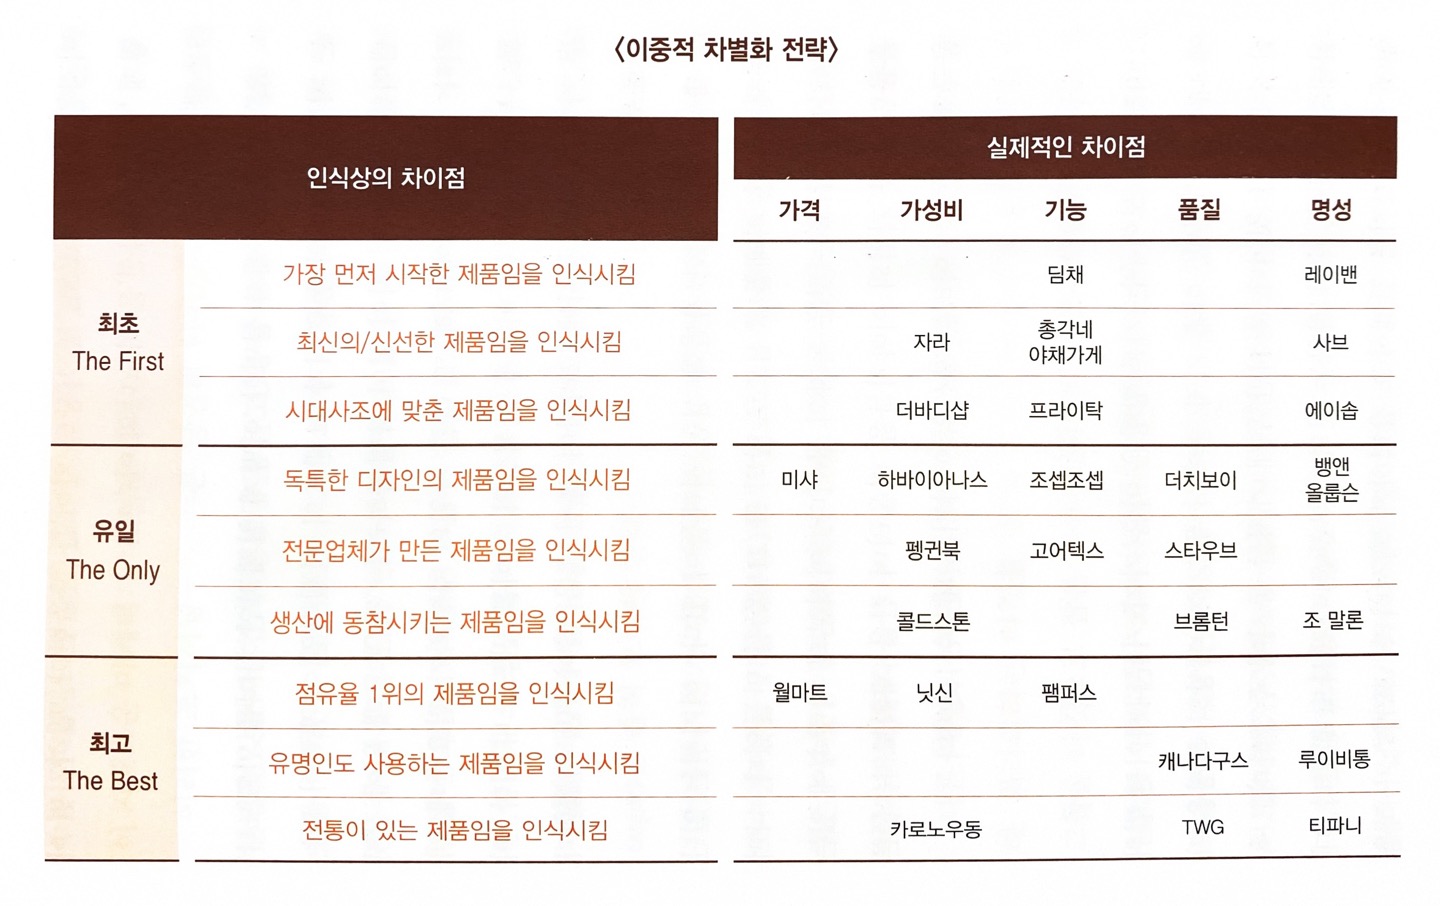 〈이중적 차별화 전략〉
인식상의 차이점
실제적인 차이점
가격 가성비 기능 품질 명성
최초
The First
가장 먼저 시작한 제품임을 인식시킴 딤채 레이밴
최신의/신선한 제품임을 인식시킴 자라 총각네 야채가게 사브
시대사조에 맞춘 제품임을 인식시킴 더바디샵 프라이탁 에이솝
유일
The Only
독특한 디자인의 제품임을 인식시킴 미샤 하바이아나스 조셉조셉 더치보이 뱅앤 올룹슨
전문업체가 만든 제품임을 인식시킴 펭귄북 고어텍스 스타우브
생산에 동참시키는 제품임을 인식시킴 콜드스톤 브롬턴 조 말론
최고
The Best
점유율 1위의 제품임을 인식시킴 월마트 닛신 팸퍼스
유명인도 사용하는 제품임을 인식시킴 캐나다구스 루이비통
전통이 있는 제품임을 인식시킴 카로노우동 TWG 티파니